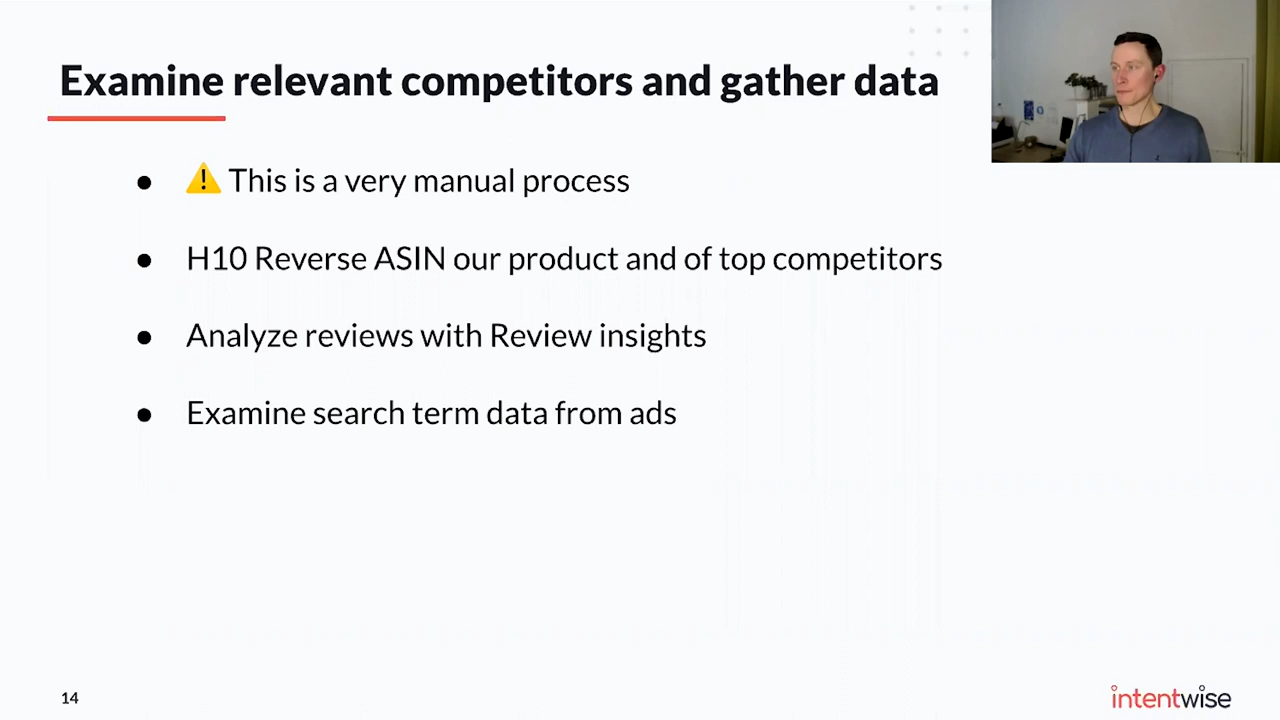 Examine relevant competitors and gather data
● ⚠️ This is a very manual process
● H10 Reverse ASIN our product and of top competitors
● Analyze reviews with Review insights
● Examine search term data from ads
14
intentwise